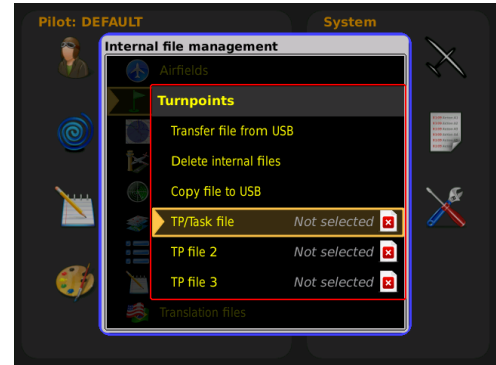 Pilot: DEFAULT
System
Internal file management
Airfields
Turnpoints
Transfer file from USB
Delete internal files
Copy file to USB
TP/Task file Not selected
TP file 2 Not selected
TP file 3 Not selected
Translation files